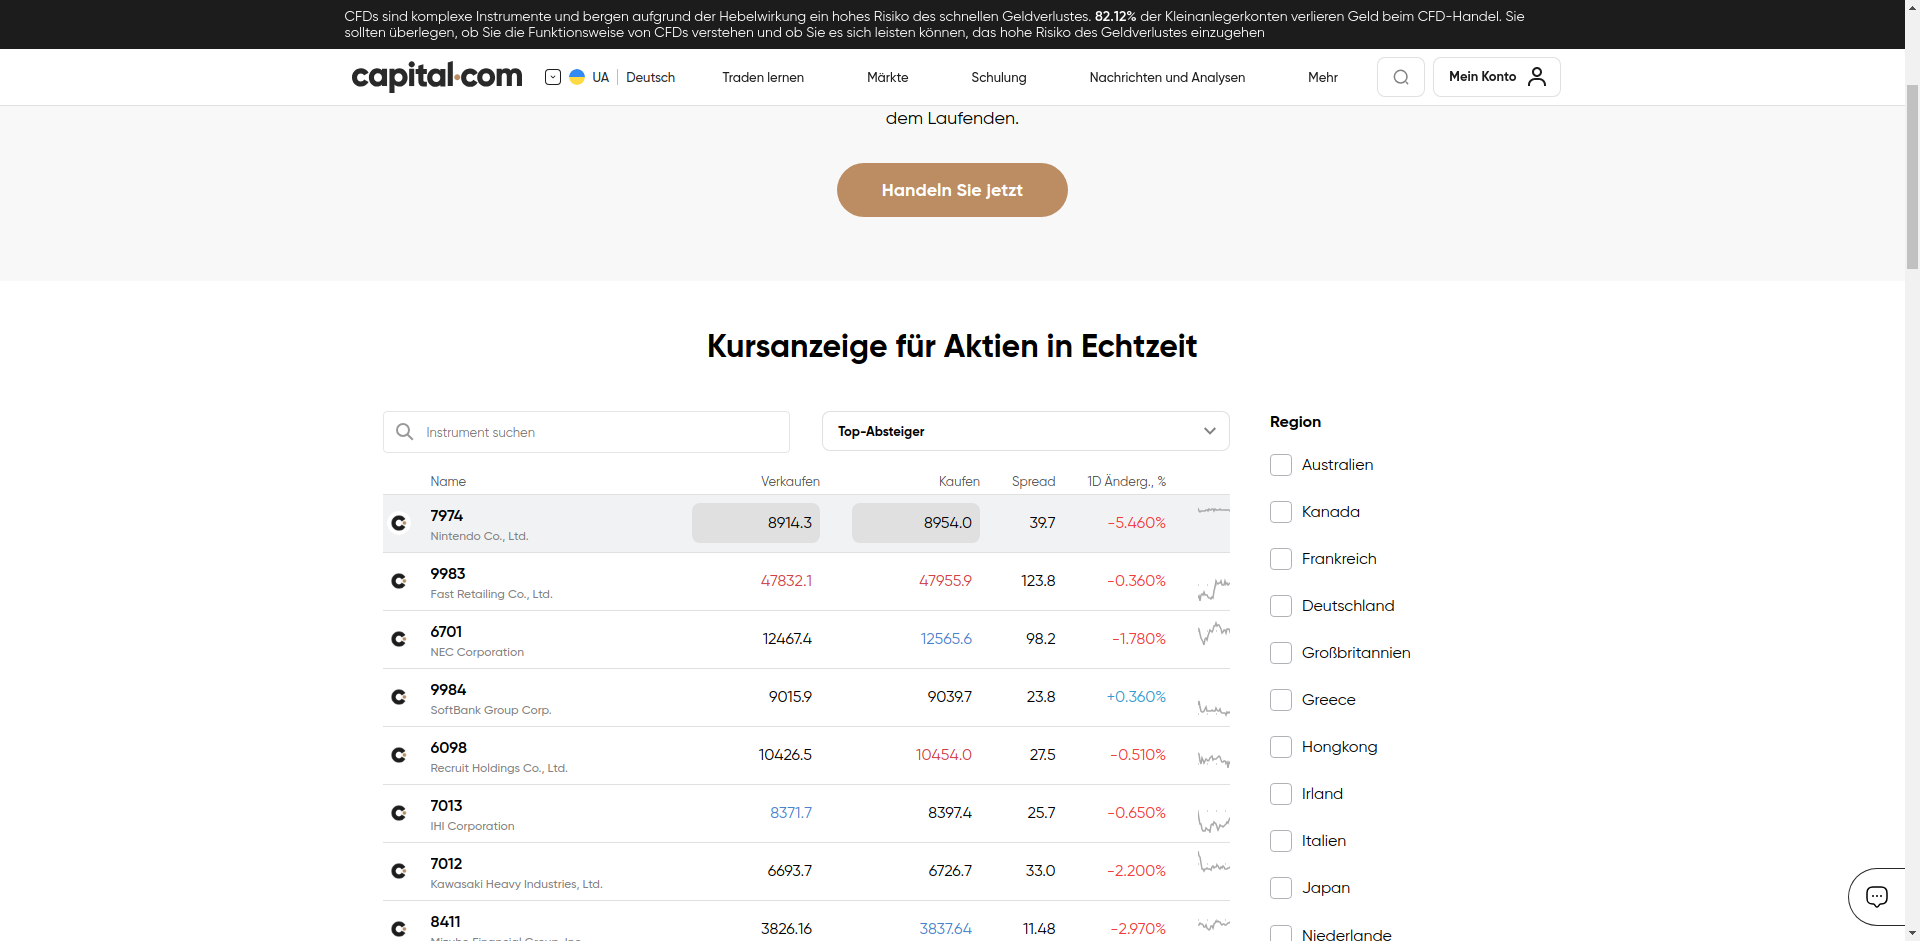 CFDs sind komplexe Instrumente und bergen aufgrund der Hebelwirkung ein hohes Risiko des schnellen Geldverlustes. 82.12% der Kleinanlegerkonten verlieren Geld beim CFD-Handel. Sie
sollten überlegen, ob Sie die Funktionsweise von CFDs verstehen und ob Sie es sich leisten können, das hohe Risiko des Geldverlustes einzugehen
capital.com UA Deutsch Traden lernen Märkte Schulung Nachrichten und Analysen Mehr Mein Konto
dem Laufenden.
Handeln Sie jetzt
Kursanzeige für Aktien in Echtzeit
Instrument suchen
Top-Absteiger
Name Verkaufen Kaufen Spread 1D Änderg., %
7974 8914.3 8954.0 39.7 -5.460%
Nintendo Co., Ltd.
9983 47832.1 47955.9 123.8 -0.360%
Fast Retailing Co., Ltd.
6701 12467.4 12565.6 98.2 -1.780%
NEC Corporation
9984 9015.9 9039.7 23.8 +0.360%
SoftBank Group Corp.
6098 10426.5 10454.0 27.5 -0.510%
Recruit Holdings Co., Ltd.
7013 8371.7 8397.4 25.7 -0.650%
IHI Corporation
7012 6693.7 6726.7 33.0 -2.200%
Kawasaki Heavy Industries, Ltd.
8411 3826.16 3837.64 11.48 -2.970%
Mizuho Financial Group, Inc.
Region
Australien
Kanada
Frankreich
Deutschland
Großbritannien
Greece
Hongkong
Irland
Italien
Japan
Niederlande